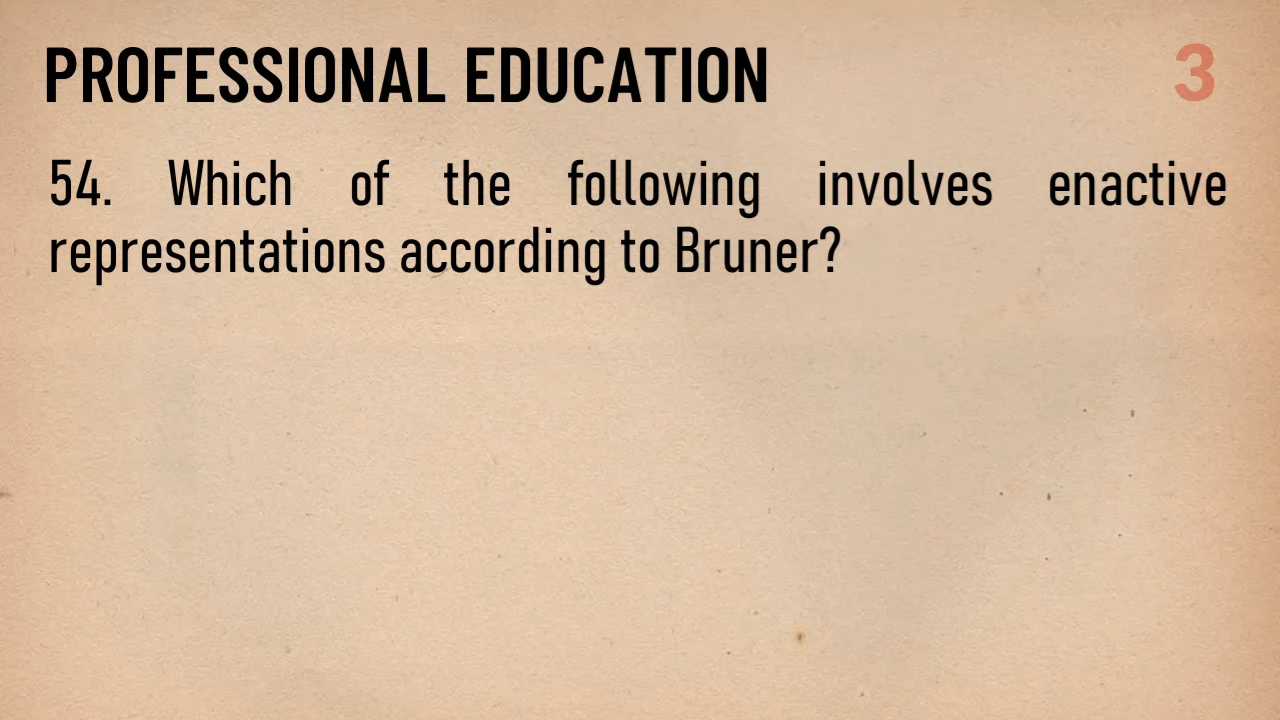 PROFESSIONAL EDUCATION
3
54. Which of the following involves enactive
representations according to Bruner?